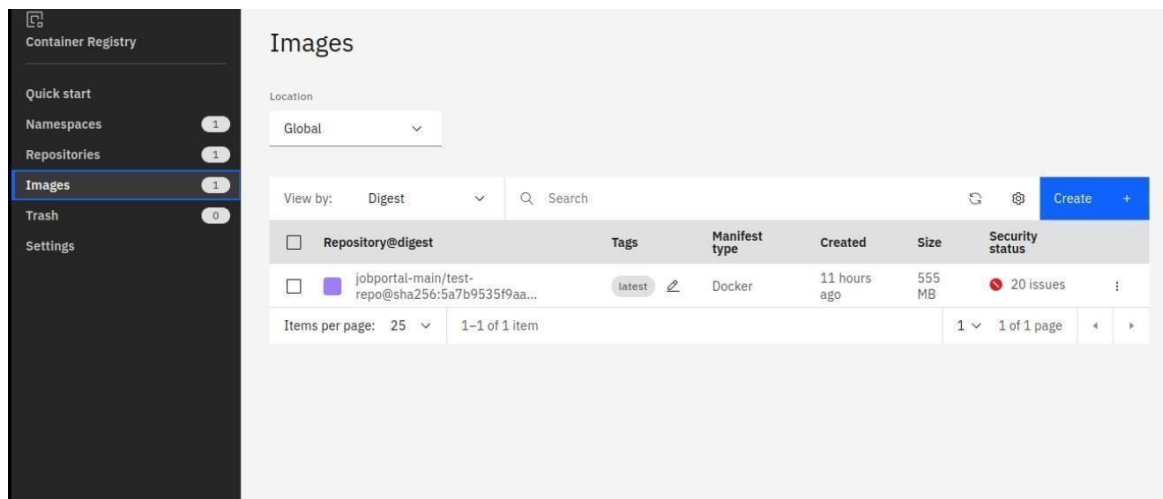 Container Registry
Quick start
Namespaces 1
Repositories 1
Images 1
Trash 0
Settings
Images
Location
Global
View by: Digest Search Create +
Repository@digest Tags Manifest type Created Size Security status
jobportal-main/test-
repo@sha256:5a7b9535f9aa... latest Docker 11 hours ago 555 MB 20 issues
Items per page: 25 1–1 of 1 item 1 1 of 1 page